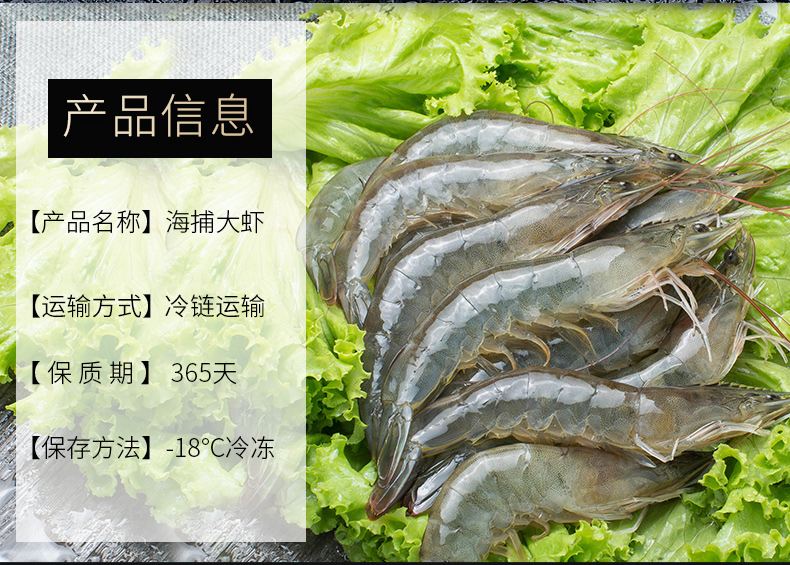 产品信息
【产品名称】海捕大虾
【运输方式】冷链运输
【保质期】 365天
【保存方法】-18℃冷冻